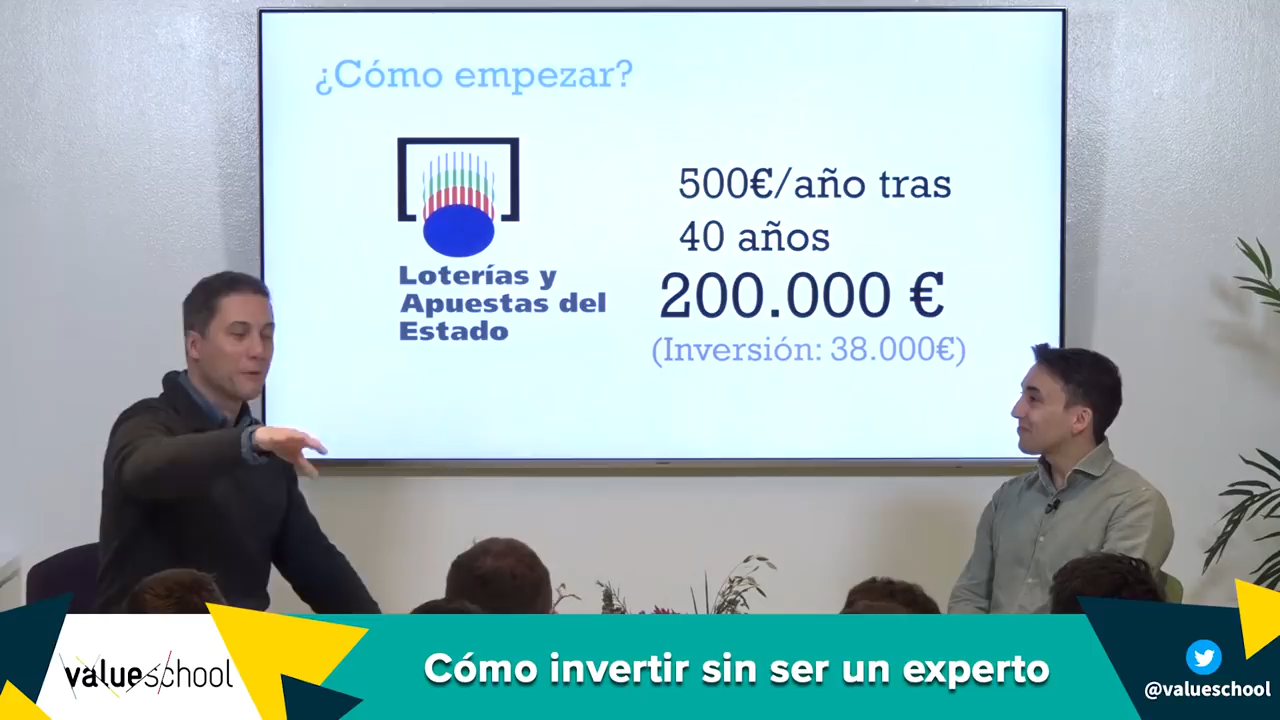 ¿Cómo empezar?
Loterías y
Apuestas del
Estado
500€/año tras
40 años
200.000 €
(Inversión: 38.000€)
valueschool
Cómo invertir sin ser un experto
@valueschool